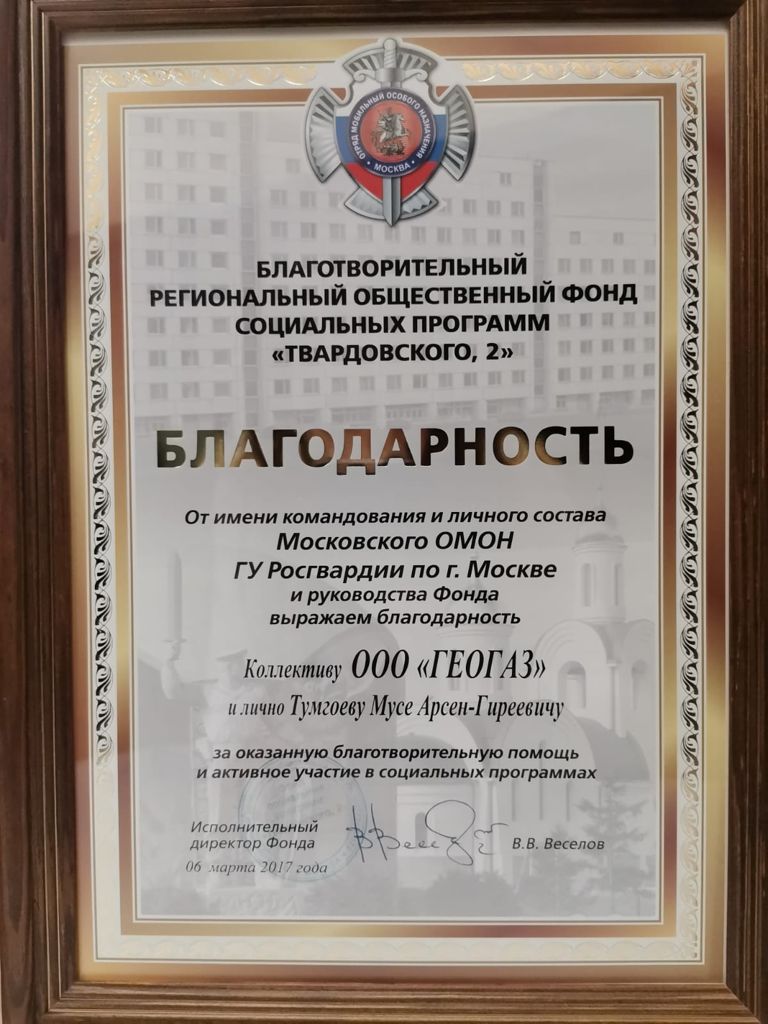 ОТРЯД МОБИЛЬНЫЙ ОСОБОГО НАЗНАЧЕНИЯ
• МОСКВА •
БЛАГОТВОРИТЕЛЬНЫЙ
РЕГИОНАЛЬНЫЙ ОБЩЕСТВЕННЫЙ ФОНД
СОЦИАЛЬНЫХ ПРОГРАММ
«ТВАРДОВСКОГО, 2»
БЛАГОДАРНОСТЬ
От имени командования и личного состава
Московского ОМОН
ГУ Росгвардии по г. Москве
и руководства Фонда
выражаем благодарность
Коллективу ООО «ГЕОГАЗ»
и лично Тумгоеву Мусе Арсен-Гиреевичу
за оказанную благотворительную помощь
и активное участие в социальных программах
Исполнительный
директор Фонда В.В. Веселов
06 марта 2017 года